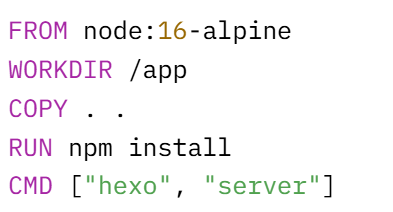 FROM node:16-alpine
WORKDIR /app
COPY . .
RUN npm install
CMD ["hexo", "server"]